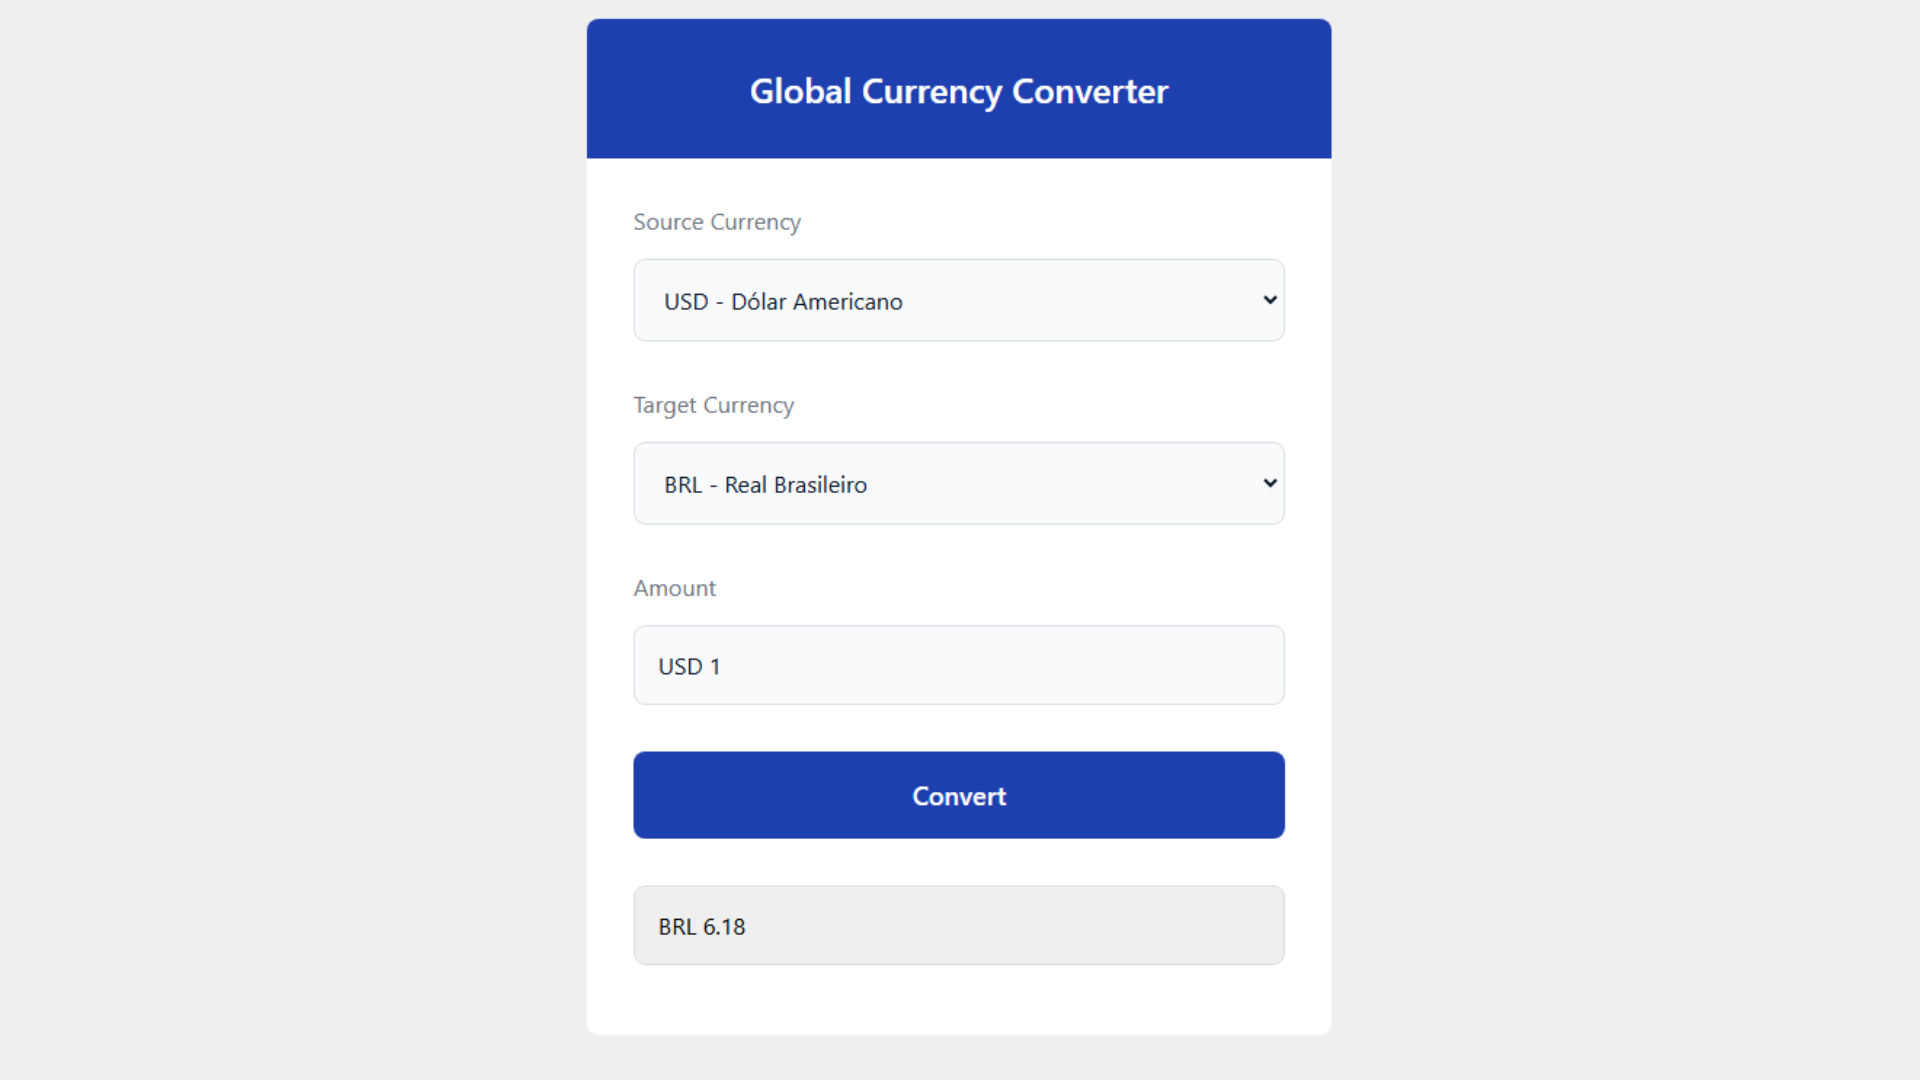 Global Currency Converter
Source Currency
USD - Dólar Americano
Target Currency
BRL - Real Brasileiro
Amount
USD 1
Convert
BRL 6.18